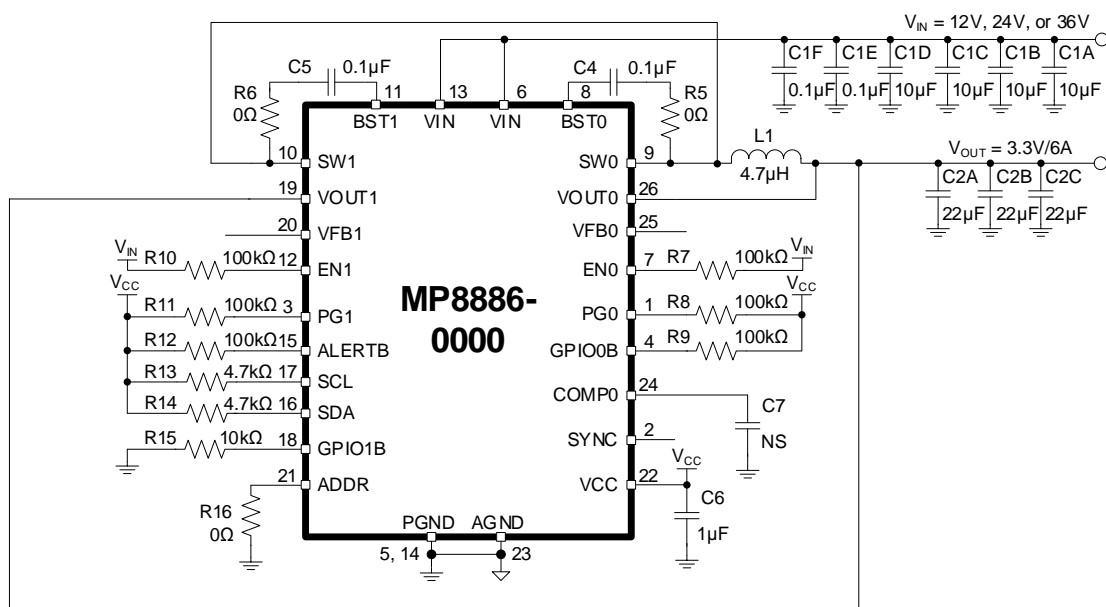 V_IN = 12V, 24V, or 36V
C1F C1E C1D C1C C1B C1A
0.1µF 0.1µF 10µF 10µF 10µF 10µF
C5 0.1µF
C4 0.1µF
R6 0Ω
R5 0Ω
11 13 6 8
BST1 VIN VIN BST0
L1
4.7µH
V_OUT = 3.3V/6A
C2A C2B C2C
22µF 22µF 22µF
10 SW1
SW0 9
19 VOUT1
VOUT0 26
20 VFB1
VFB0 25
V_IN
R10 100kΩ 12 EN1
EN0 7 R7 100kΩ
V_IN
V_CC
R11 100kΩ 3 PG1
PG0 1 R8 100kΩ
V_CC
R12 100kΩ 15 ALERTB
GPIO0B 4 R9 100kΩ
R13 4.7kΩ 17 SCL
R14 4.7kΩ 16 SDA
COMP0 24
C7
NS
R15 10kΩ 18 GPIO1B
SYNC 2
21 ADDR
VCC 22
V_CC
C6
1µF
R16
0Ω
MP8886-
0000
PGND AGND
5, 14 23